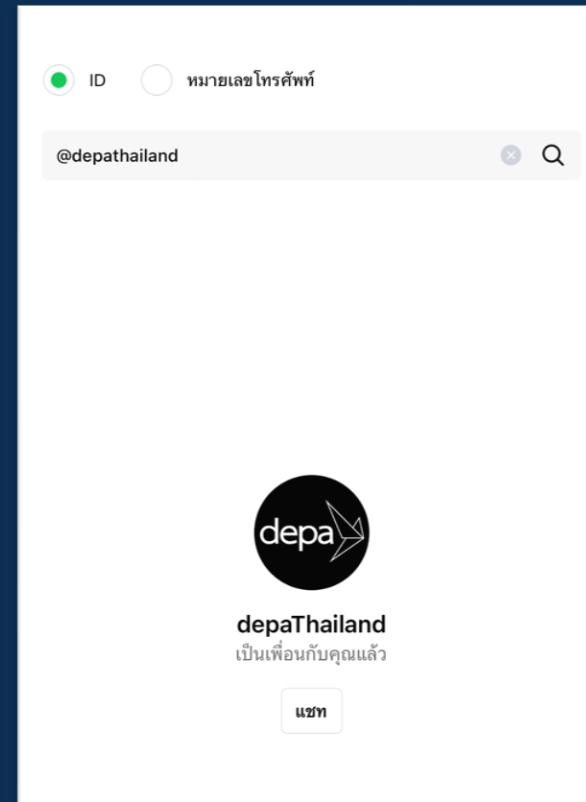 ID หมายเลขโทรศัพท์
@depathailand
depa
depaThailand
เป็นเพื่อนกับคุณแล้ว
แชท